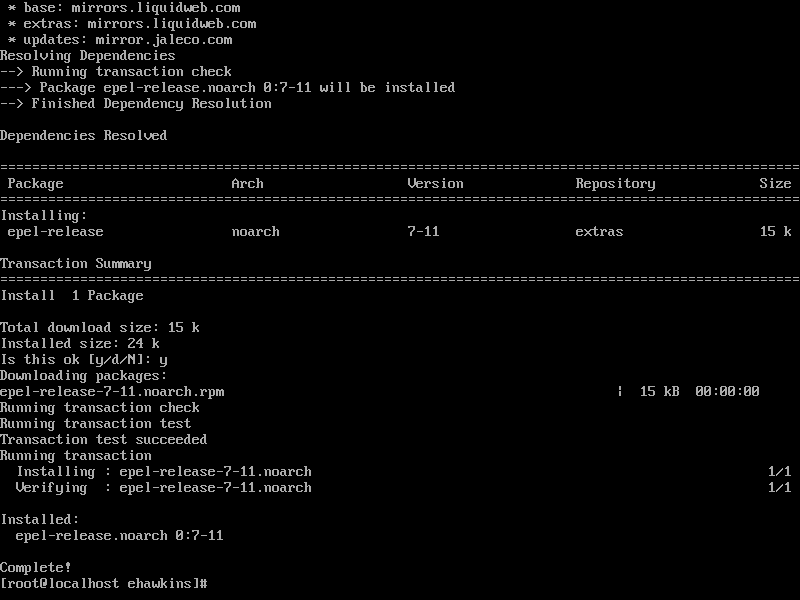 * base: mirrors.liquidweb.com
 * extras: mirrors.liquidweb.com
 * updates: mirror.jaleco.com
Resolving Dependencies
--> Running transaction check
---> Package epel-release.noarch 0:7-11 will be installed
--> Finished Dependency Resolution

Dependencies Resolved

====================================================================================================
 Package                     Arch                  Version              Repository             Size
====================================================================================================
Installing:
 epel-release                noarch                7-11                 extras                 15 k

Transaction Summary
====================================================================================================
Install  1 Package

Total download size: 15 k
Installed size: 24 k
Is this ok [y/d/N]: y
Downloading packages:
epel-release-7-11.noarch.rpm                                                 |  15 kB  00:00:00
Running transaction check
Running transaction test
Transaction test succeeded
Running transaction
  Installing : epel-release-7-11.noarch                                                         1/1
  Verifying  : epel-release-7-11.noarch                                                         1/1

Installed:
  epel-release.noarch 0:7-11

Complete!
[root@localhost ehawkins]#